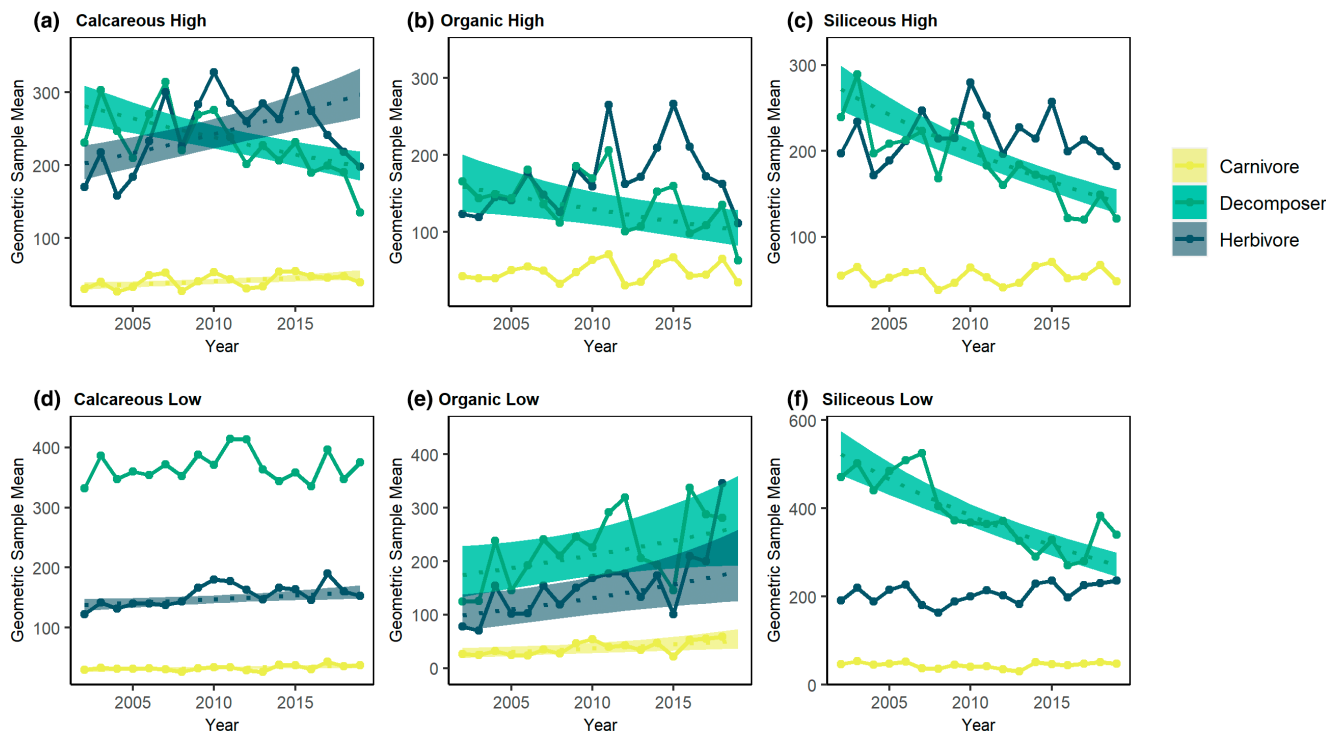 (a) Calcareous High
Geometric Sample Mean
300
200
100
2005 2010 2015
Year
(b) Organic High
Geometric Sample Mean
300
200
100
2005 2010 2015
Year
(c) Siliceous High
Geometric Sample Mean
300
200
100
2005 2010 2015
Year
Carnivore
Decomposer
Herbivore
(d) Calcareous Low
Geometric Sample Mean
400
300
200
100
2005 2010 2015
Year
(e) Organic Low
Geometric Sample Mean
400
300
200
100
0
2005 2010 2015
Year
(f) Siliceous Low
Geometric Sample Mean
600
400
200
0
2005 2010 2015
Year